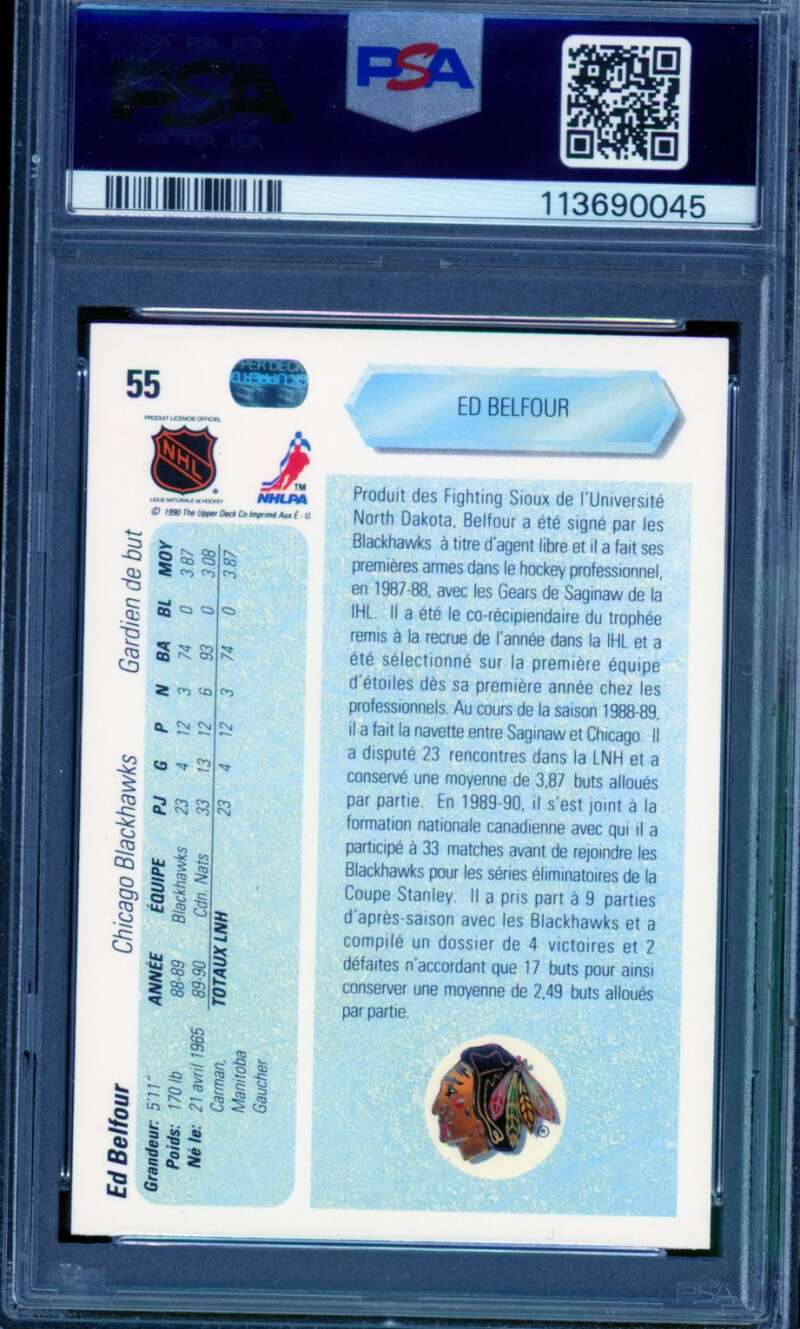 PSA
113690045
55
ED BELFOUR
PRODUIT LICENCIÉ OFFICIEL
NHL
LIGUE NATIONALE DE HOCKEY
NHLPA
TM
© 1990 The Upper Deck Co. Imprimé Aux É - U.
Produit des Fighting Sioux de l'Université
North Dakota, Belfour a été signé par les
Blackhawks à titre d'agent libre et il a fait ses
premières armes dans le hockey professionnel,
en 1987-88, avec les Gears de Saginaw de la
IHL. Il a été le co-récipiendaire du trophée
remis à la recrue de l'année dans la IHL et a
été sélectionné sur la première équipe
d'étoiles dès sa première année chez les
professionnels. Au cours de la saison 1988-89,
il a fait la navette entre Saginaw et Chicago. Il
a disputé 23 rencontres dans la LNH et a
conservé une moyenne de 3,87 buts alloués
par partie. En 1989-90, il s'est joint à la
formation nationale canadienne avec qui il a
participé à 33 matches avant de rejoindre les
Blackhawks pour les séries éliminatoires de la
Coupe Stanley. Il a pris part à 9 parties
d'après-saison avec les Blackhawks et a
compilé un dossier de 4 victoires et 2
défaites n'accordant que 17 buts pour ainsi
conserver une moyenne de 2,49 buts alloués
par partie.
Ed Belfour Chicago Blackhawks Gardien de but
Grandeur: 5'11"
Poids: 170 lb
Né le: 21 avril 1965
Carman,
Manitoba
Gaucher
ANNÉE ÉQUIPE PJ G P N BA BL MOY
88-89 Blackhawks 23 4 12 3 74 0 3.87
89-90 Cdn. Nats 33 13 12 6 93 0 3.08
TOTAUX LNH 23 4 12 3 74 0 3.87